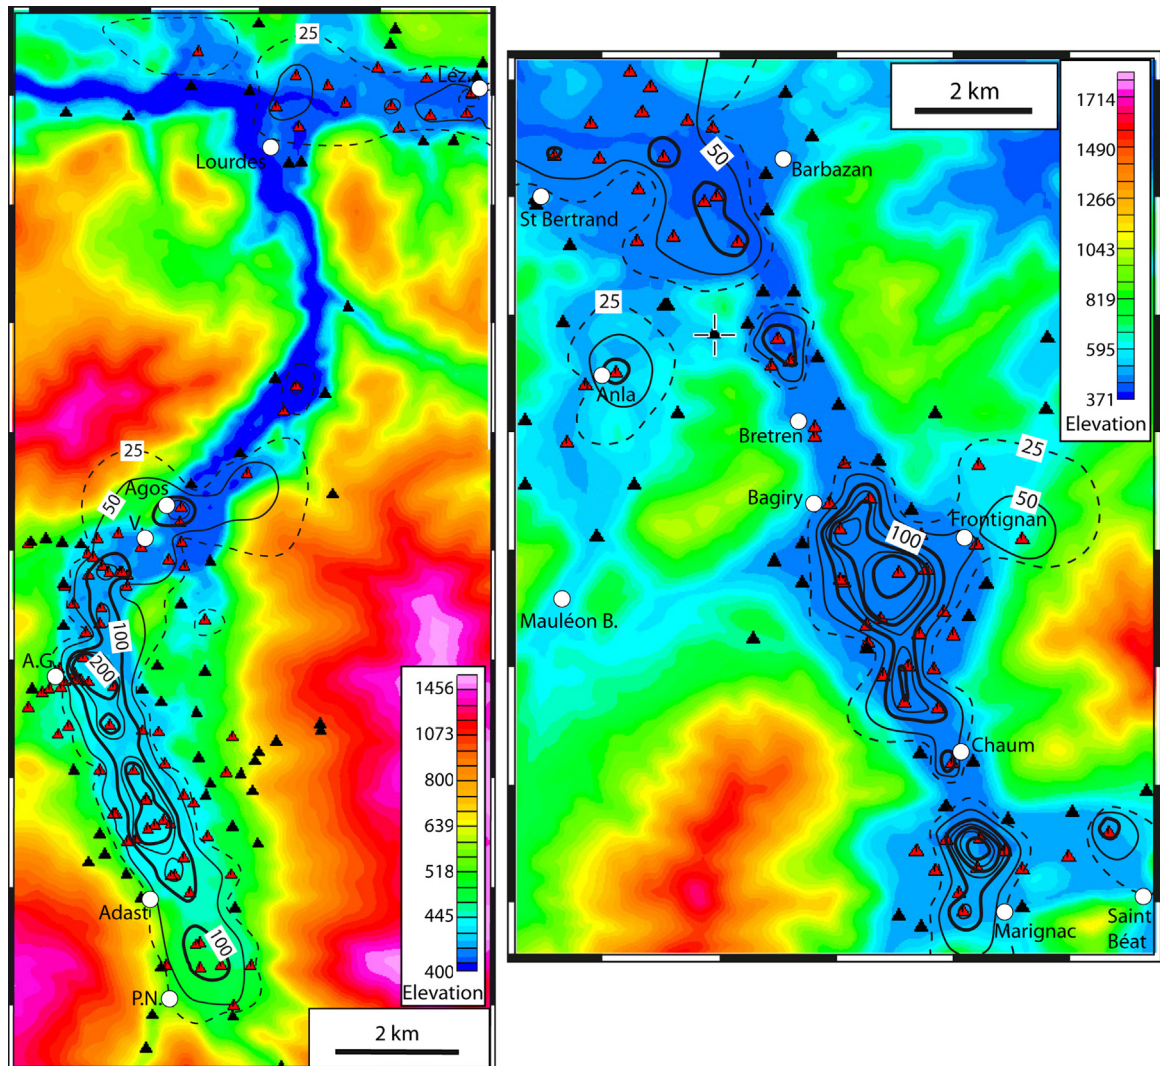 25
Lez.
Lourdes
25
Agos
50
V.
100
A.G.
200
Adast
100
P.N.
1456
1073
800
639
518
445
400
Elevation
2 km
2 km
1714
1490
1266
1043
819
595
371
Elevation
50
Barbazan
St Bertrand
25
Anla
Bretren
25
Bagiry
50
Frontignan
100
Mauléon B.
Chaum
Marignac
Saint
Béat